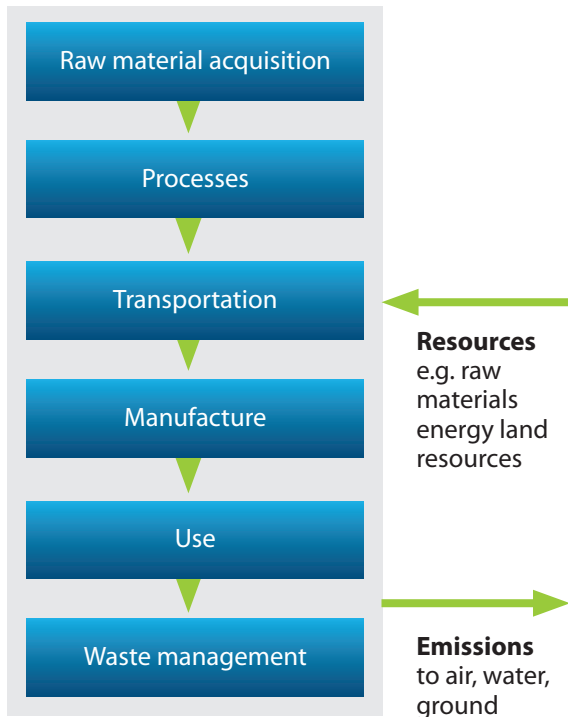 Raw material acquisition
Processes
Transportation
Manufacture
Use
Waste management
Resources
e.g. raw
materials
energy land
resources
Emissions
to air, water,
ground